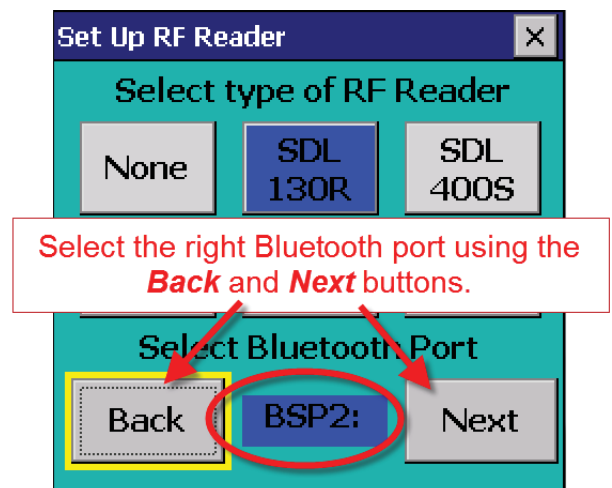 Set Up RF Reader
Select type of RF Reader
None
SDL
130R
SDL
400S
Select the right Bluetooth port using the
Back and Next buttons.
Select Bluetooth Port
Back
BSP2:
Next